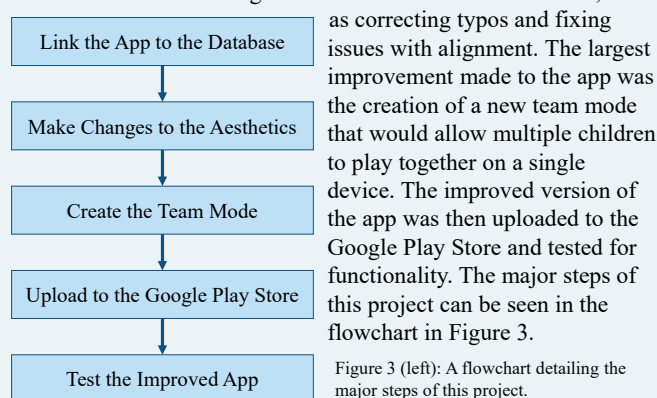 Link the App to the Database
Make Changes to the Aesthetics
Create the Team Mode
Upload to the Google Play Store
Test the Improved App
as correcting typos and fixing
issues with alignment. The largest
improvement made to the app was
the creation of a new team mode
that would allow multiple children
to play together on a single
device. The improved version of
the app was then uploaded to the
Google Play Store and tested for
functionality. The major steps of
this project can be seen in the
flowchart in Figure 3.
Figure 3 (left): A flowchart detailing the
major steps of this project.